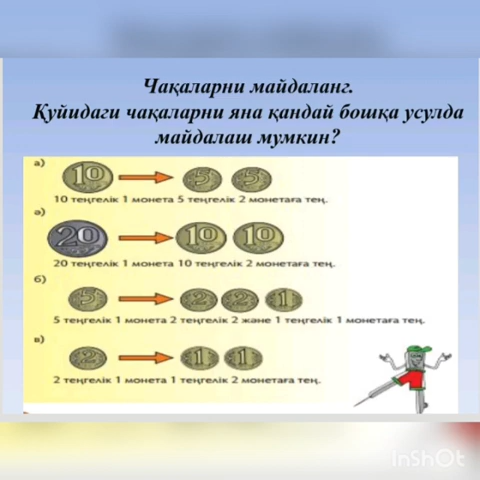 Чақаларни майдаланг.
Қуйидаги чақаларни яна қандай бошқа усулда
майдалаш мумкин?
а)
10 5 5
10 теңгелік 1 монета 5 теңгелік 2 монетаға тең.
ә)
20 10 10
20 теңгелік 1 монета 10 теңгелік 2 монетаға тең.
б)
5 2 2 1
5 теңгелік 1 монета 2 теңгелік 2 және 1 теңгелік 1 монетаға тең.
в)
2 1 1
2 теңгелік 1 монета 1 теңгелік 2 монетаға тең.
InShOt